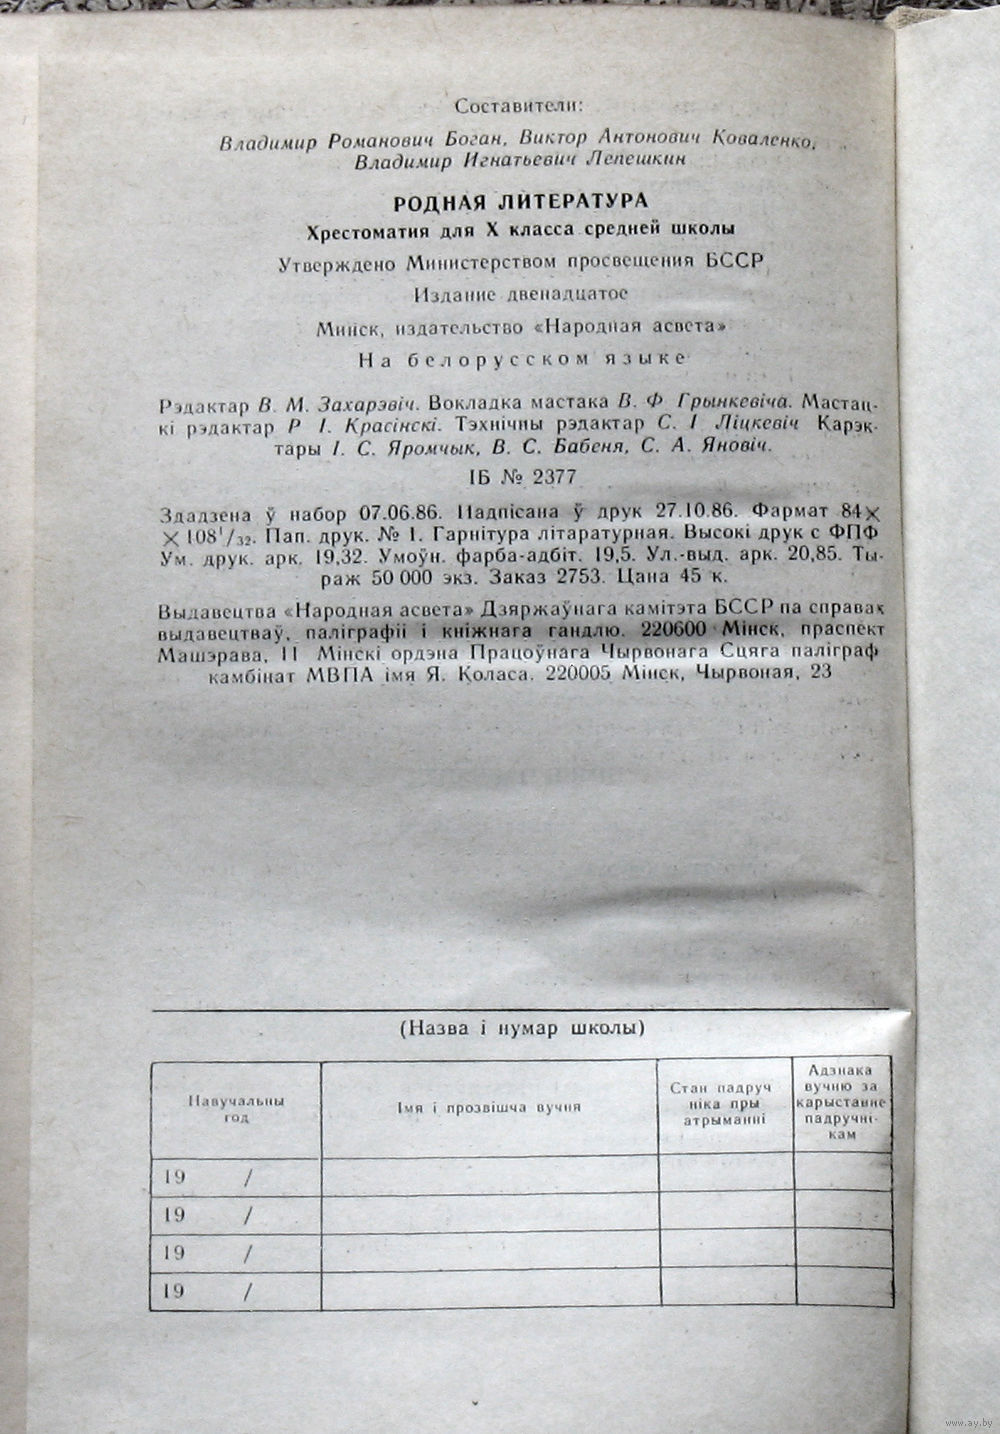 Составители:
Владимир Романович Боган, Виктор Антонович Коваленко,
Владимир Игнатьевич Лепешкин
РОДНАЯ ЛИТЕРАТУРА
Хрестоматия для X класса средней школы
Утверждено Министерством просвещения БССР
Издание двенадцатое
Минск, издательство «Народная асвета»
На белорусском языке
Рэдактар В. М. Захарэвіч. Вокладка мастака В. Ф Грынкевіча. Мастац-
кі рэдактар Р І. Красінскі. Тэхнічны рэдактар С. І Ліцкевіч Карэк-
тары І. С. Яромчык, В. С. Бабеня, С. А. Яновіч.
ІБ № 2377
Здадзена ў набор 07.06.86. Падпісана ў друк 27.10.86. Фармат 84×
×108¹/₃₂. Пап. друк. № 1. Гарнітура літаратурная. Высокі друк с ФПФ
Ум. друк. арк. 19,32. Умоўн. фарба-адбіт. 19,5. Ул.-выд. арк. 20,85. Ты-
раж 50 000 экз. Заказ 2753. Цана 45 к.
Выдавецтва «Народная асвета» Дзяржаўнага камітэта БССР па справах
выдавецтваў, паліграфіі і кніжнага гандлю. 220600 Мінск, праспект
Машэрава, 11 Мінскі ордэна Працоўнага Чырвонага Сцяга паліграф
камбінат МВПА імя Я. Коласа. 220005 Мінск, Чырвоная, 23
(Назва і нумар школы)
Навучальны
год
Імя і прозвішча вучня
Стан падруч
ніка пры
атрыманні
Адзнака
вучню за
карыстанне
падручні-
кам
19 /
19 /
19 /
19 /
www.ay.by